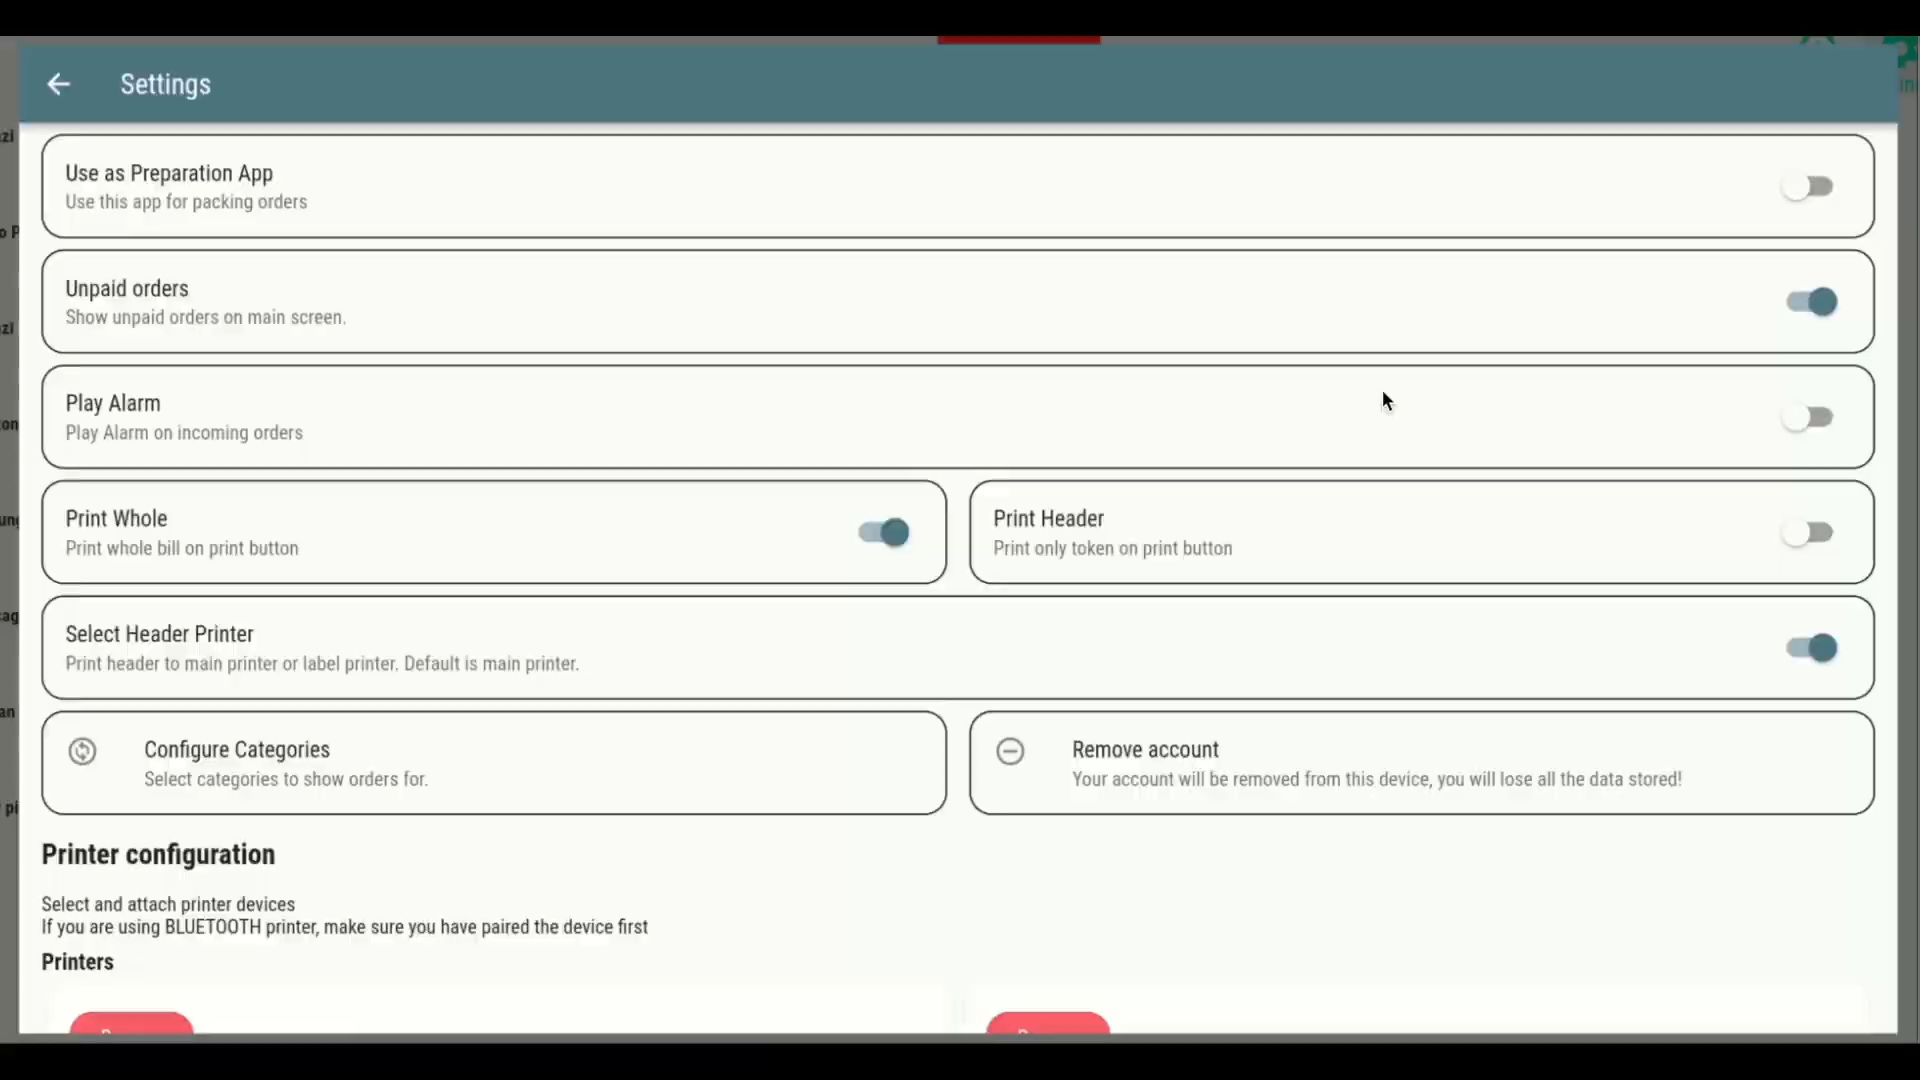 Settings
Use as Preparation App
Use this app for packing orders
Unpaid orders
Show unpaid orders on main screen.
Play Alarm
Play Alarm on incoming orders
Print Whole
Print whole bill on print button
Print Header
Print only token on print button
Select Header Printer
Print header to main printer or label printer. Default is main printer.
Configure Categories
Select categories to show orders for.
Remove account
Your account will be removed from this device, you will lose all the data stored!
Printer configuration
Select and attach printer devices
If you are using BLUETOOTH printer, make sure you have paired the device first
Printers